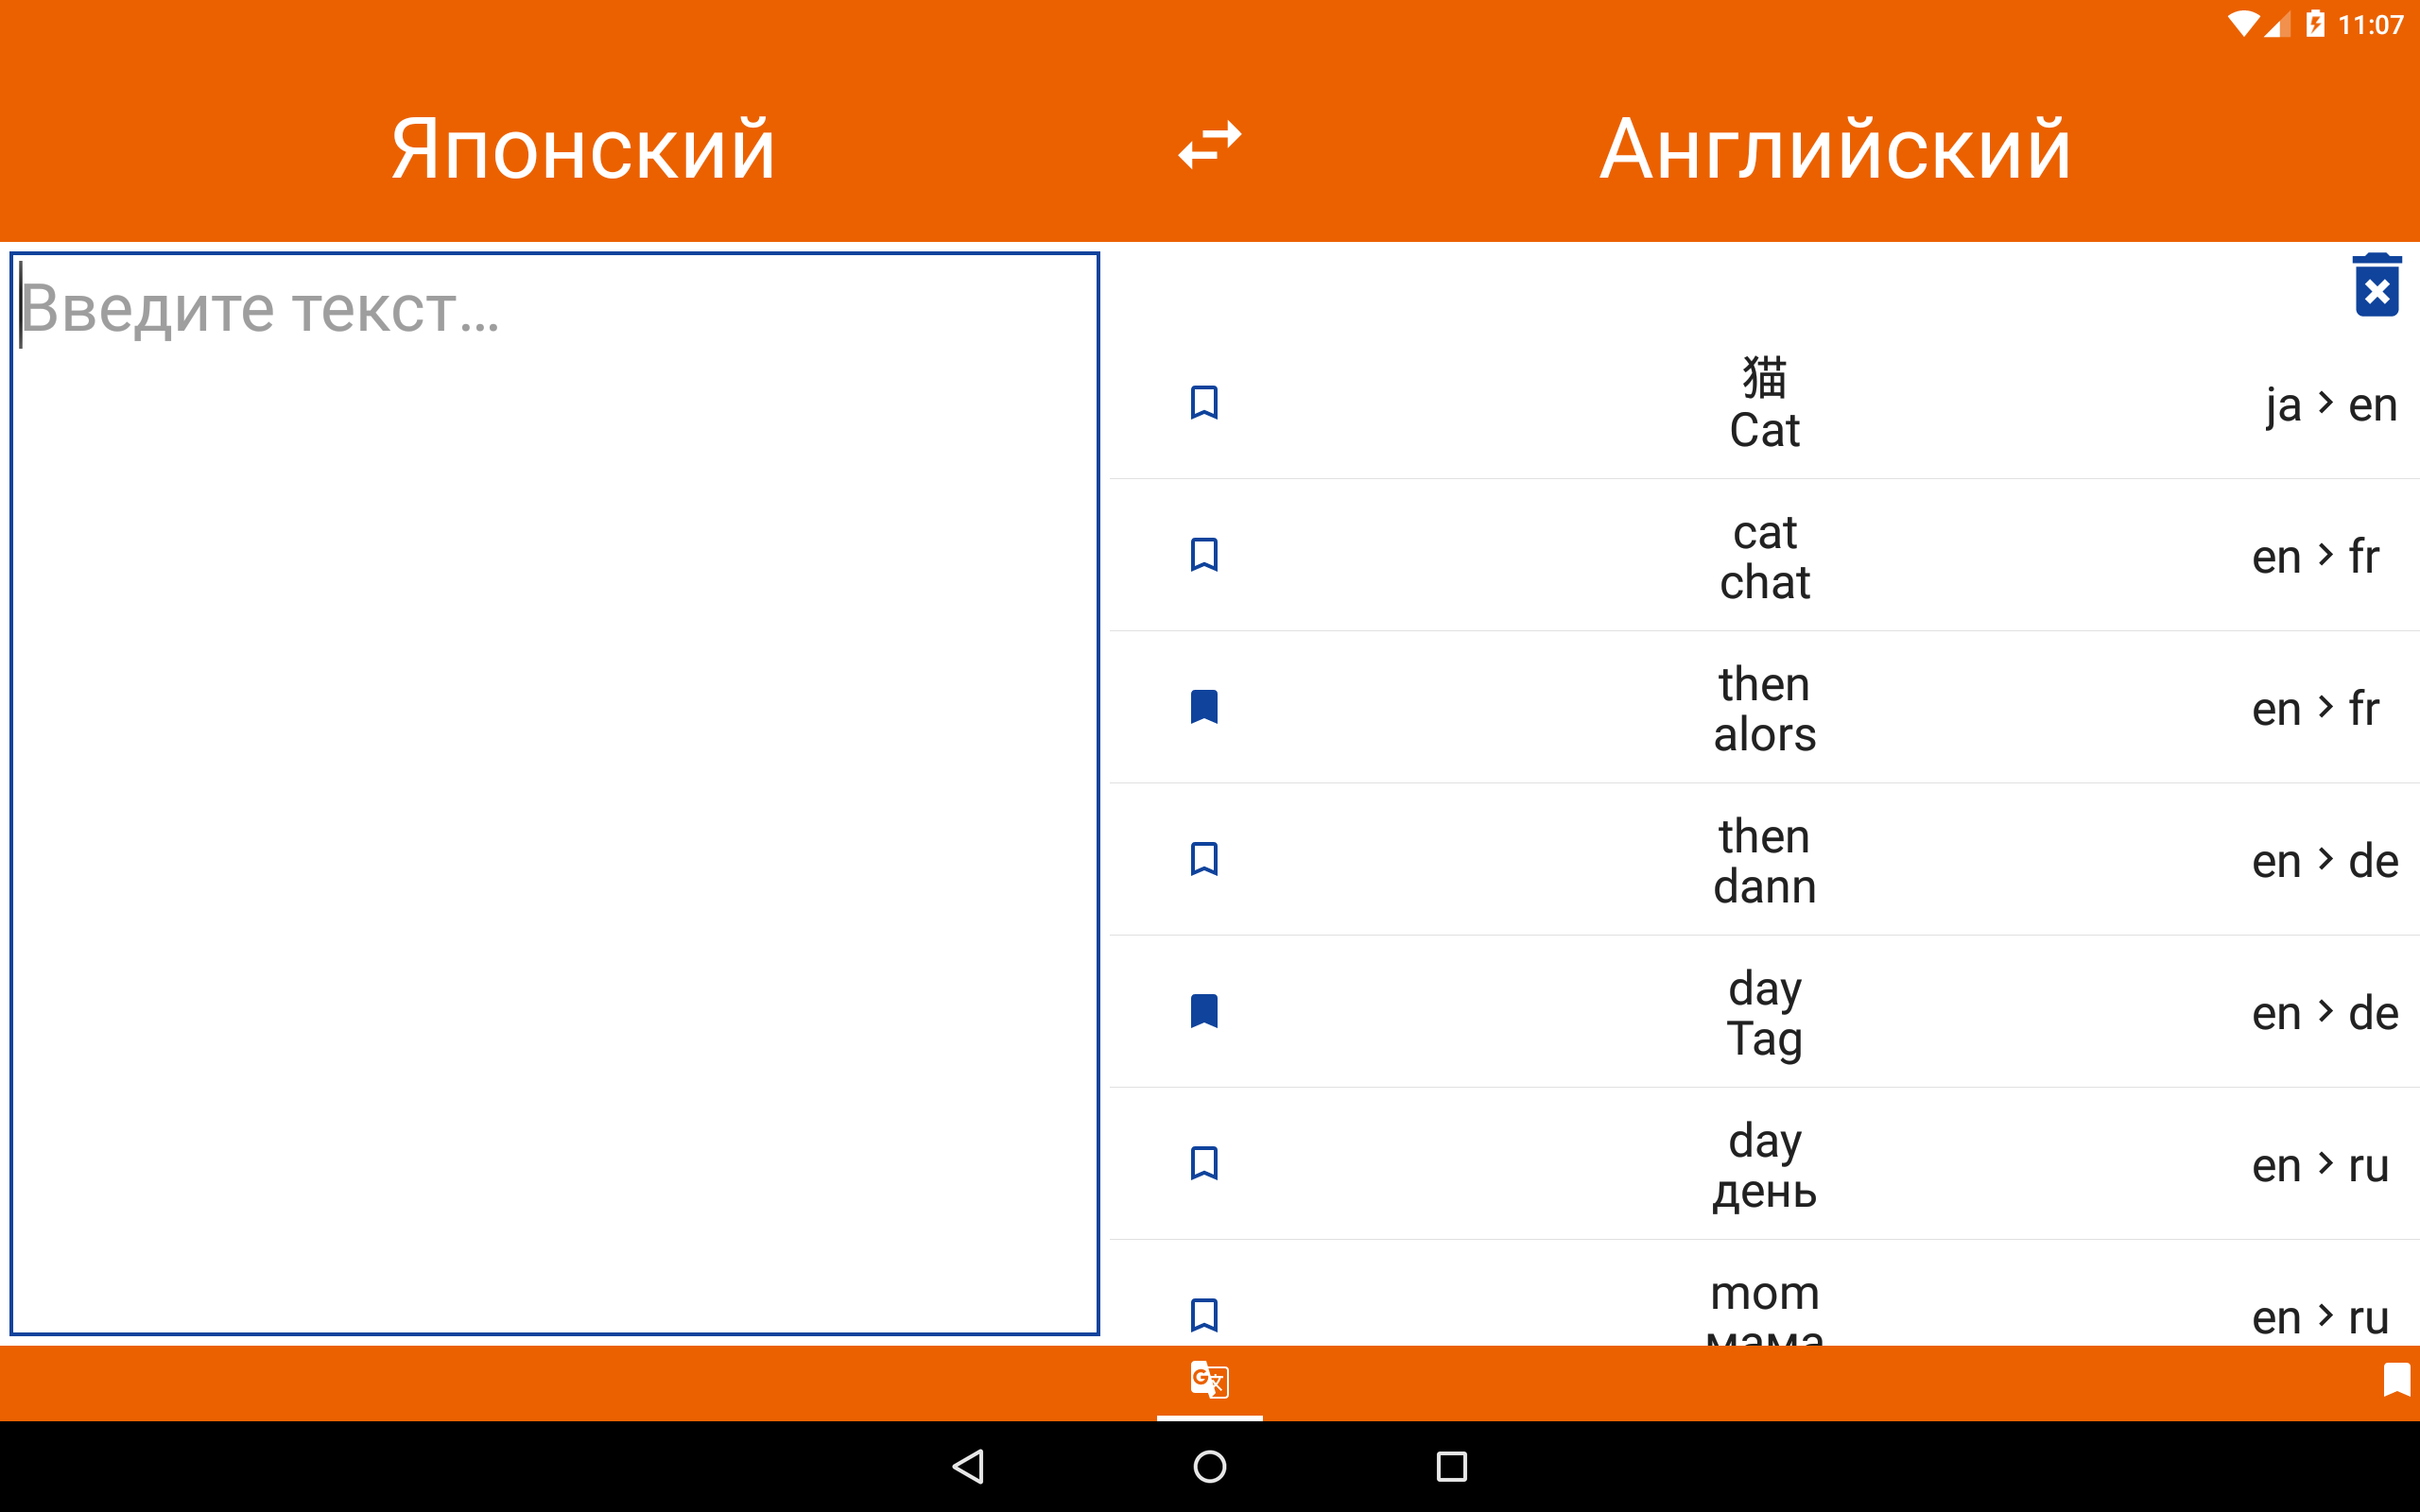 11:07
Японский
Английский
Введите текст...
猫
Cat
ja > en
cat
chat
en > fr
then
alors
en > fr
then
dann
en > de
day
Tag
en > de
day
день
en > ru
mom
мама
en > ru